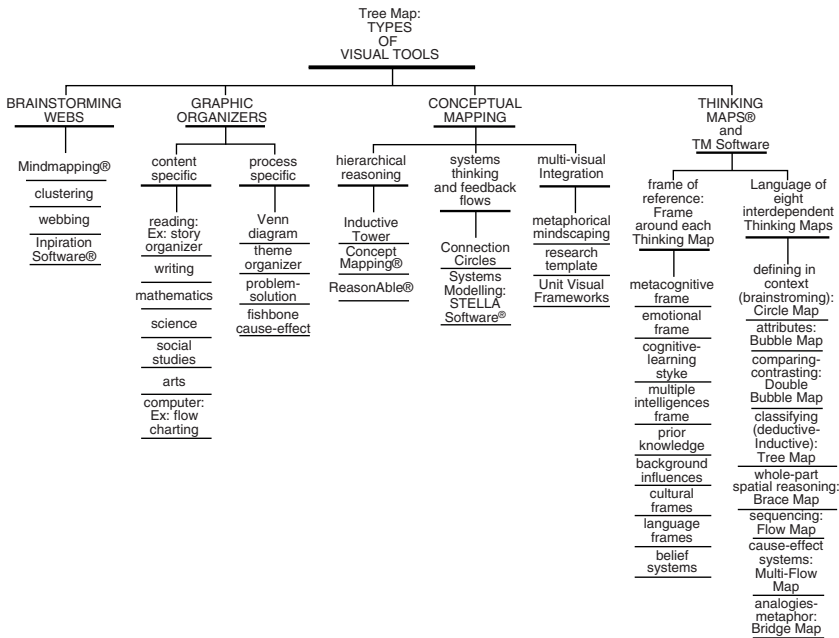 Tree Map:
TYPES
OF
VISUAL TOOLS
BRAINSTORMING
WEBS
Mindmapping®
clustering
webbing
Inpiration
Software®
GRAPHIC
ORGANIZERS
content
specific
reading:
Ex: story
organizer
writing
mathematics
science
social
studies
arts
computer:
Ex: flow
charting
process
specific
Venn
diagram
theme
organizer
problem-
solution
fishbone
cause-effect
CONCEPTUAL
MAPPING
hierarchical
reasoning
Inductive
Tower
Concept
Mapping®
ReasonAble®
systems
thinking
and feedback
flows
Connection
Circles
Systems
Modelling:
STELLA
Software®
multi-visual
Integration
metaphorical
mindscaping
research
template
Unit Visual
Frameworks
THINKING
MAPS®
and
TM Software
frame of
reference:
Frame
around each
Thinking Map
metacognitive
frame
emotional
frame
cognitive-
learning
styke
multiple
intelligences
frame
prior
knowledge
background
influences
cultural
frames
language
frames
belief
systems
Language of
eight
interdependent
Thinking Maps
defining in
context
(brainstroming):
Circle Map
attributes:
Bubble Map
comparing-
contrasting:
Double
Bubble Map
classifying
(deductive-
Inductive):
Tree Map
whole-part
spatial reasoning:
Brace Map
sequencing:
Flow Map
cause-effect
systems:
Multi-Flow
Map
analogies-
metaphor:
Bridge Map